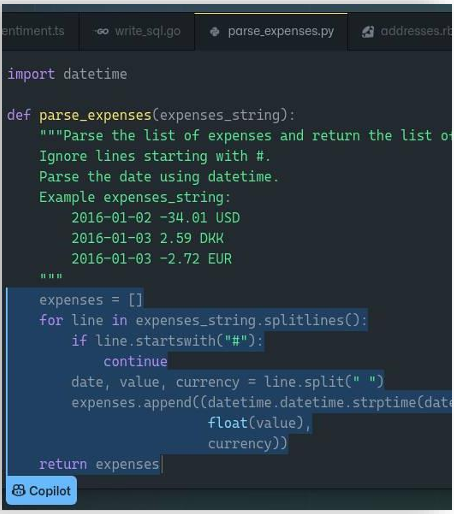 entiment.ts
write_sql.go
parse_expenses.py
addresses.rb
import datetime
def parse_expenses(expenses_string):
"""Parse the list of expenses and return the list of
Ignore lines starting with #.
Parse the date using datetime.
Example expenses_string:
2016-01-02 -34.01 USD
2016-01-03 2.59 DKK
2016-01-03 -2.72 EUR
"""
expenses = []
for line in expenses_string.splitlines():
if line.startswith("#"):
continue
date, value, currency = line.split(" ")
expenses.append((datetime.datetime.strptime(date
float(value),
currency))
return expenses
Copilot